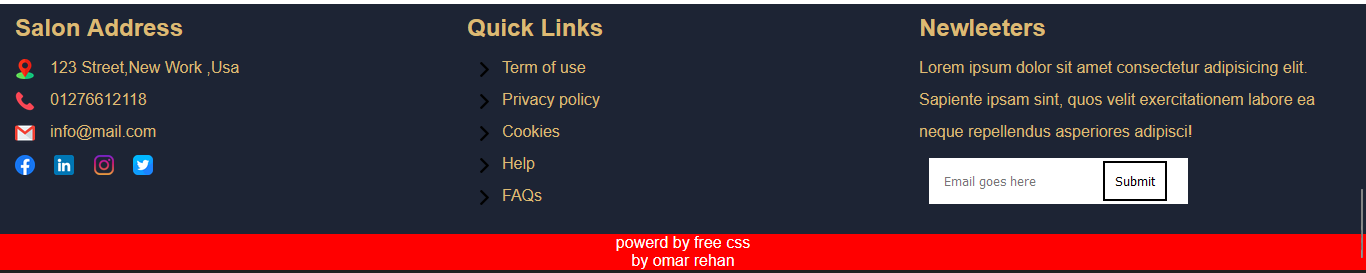 Salon Address
123 Street,New Work ,Usa
01276612118
info@mail.com
Quick Links
Term of use
Privacy policy
Cookies
Help
FAQs
Newleeters
Lorem ipsum dolor sit amet consectetur adipisicing elit.
Sapiente ipsam sint, quos velit exercitationem labore ea
neque repellendus asperiores adipisci!
Email goes here
Submit
powerd by free css
by omar rehan